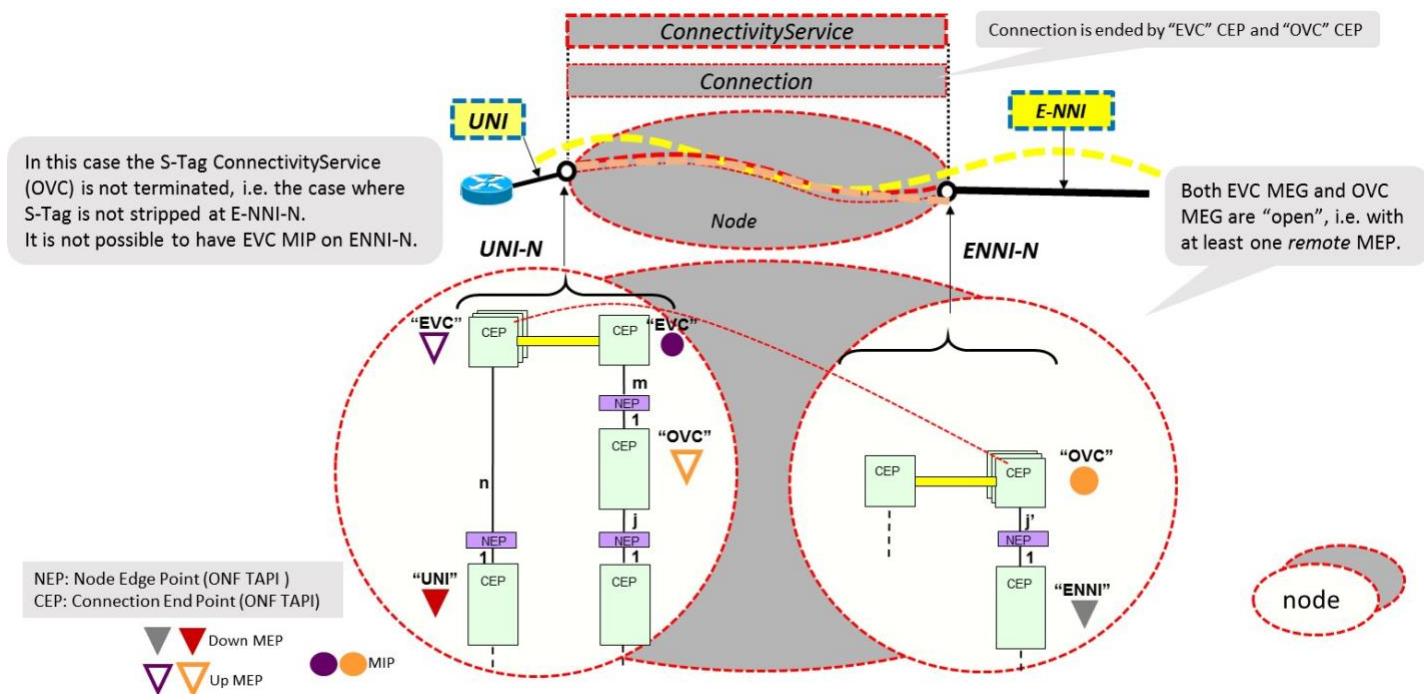 ConnectivityService
Connection is ended by “EVC” CEP and “OVC” CEP
Connection
UNI
E-NNI
In this case the S-Tag ConnectivityService
(OVC) is not terminated, i.e. the case where
S-Tag is not stripped at E-NNI-N.
It is not possible to have EVC MIP on ENNI-N.
Both EVC MEG and OVC
MEG are “open”, i.e. with
at least one remote MEP.
Node
UNI-N
ENNI-N
“EVC”
CEP
CEP
“EVC”
m
NEP
1
CEP
“OVC”
n
j
NEP
1
NEP
1
“UNI”
CEP
CEP
CEP
CEP
“OVC”
j’
NEP
1
CEP
“ENNI”
NEP: Node Edge Point (ONF TAPI )
CEP: Connection End Point (ONF TAPI)
Down MEP
Up MEP
MIP
node